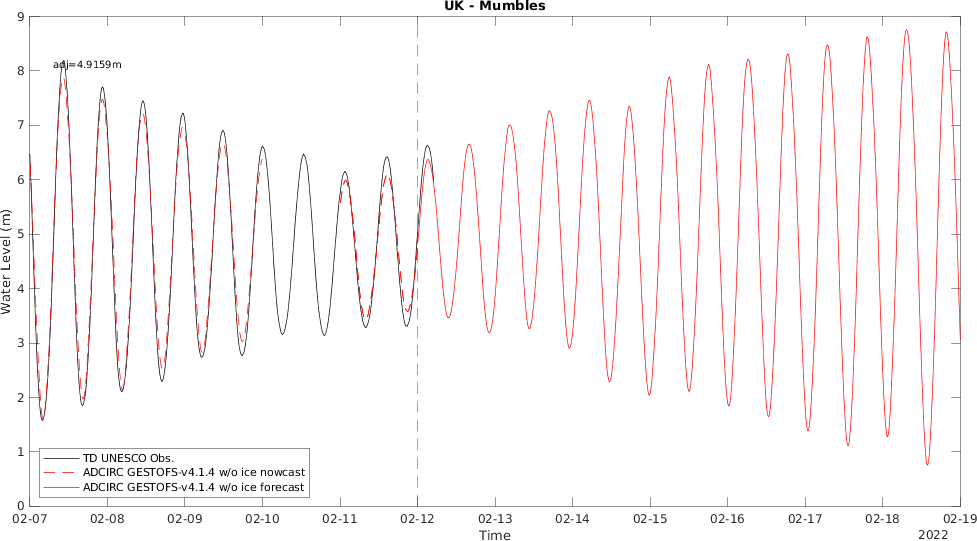 UK - Mumbles
adj=4.9159m
Water Level (m)
9
8
7
6
5
4
3
2
1
0
TD UNESCO Obs.
ADCIRC GESTOFS-v4.1.4 w/o ice nowcast
ADCIRC GESTOFS-v4.1.4 w/o ice forecast
02-07 02-08 02-09 02-10 02-11 02-12 02-13 02-14 02-15 02-16 02-17 02-18 02-19
Time
2022